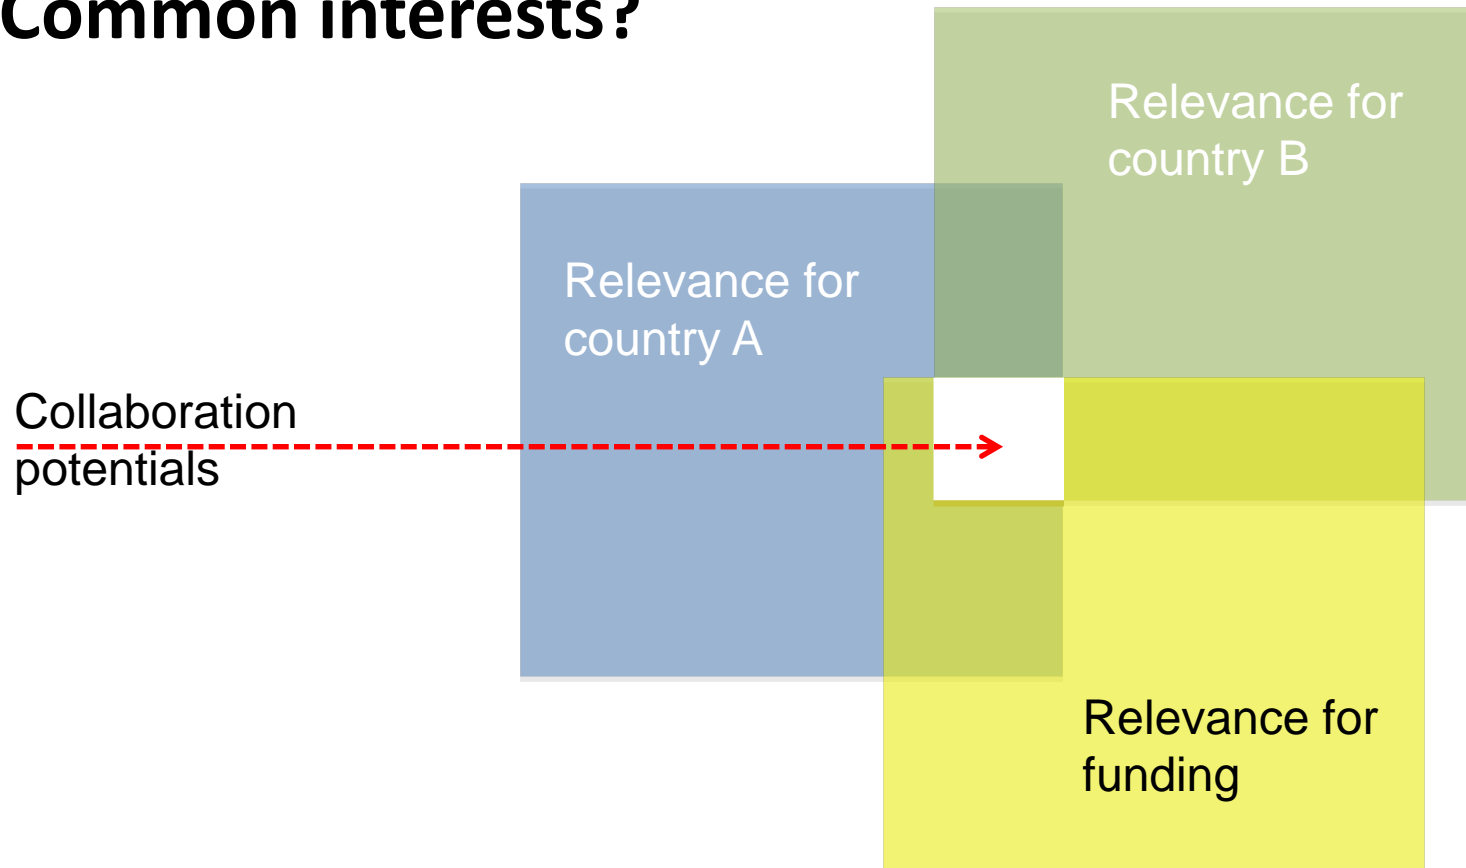 Common interests?
Relevance for
country B
Relevance for
country A
Collaboration
potentials
Relevance for
funding